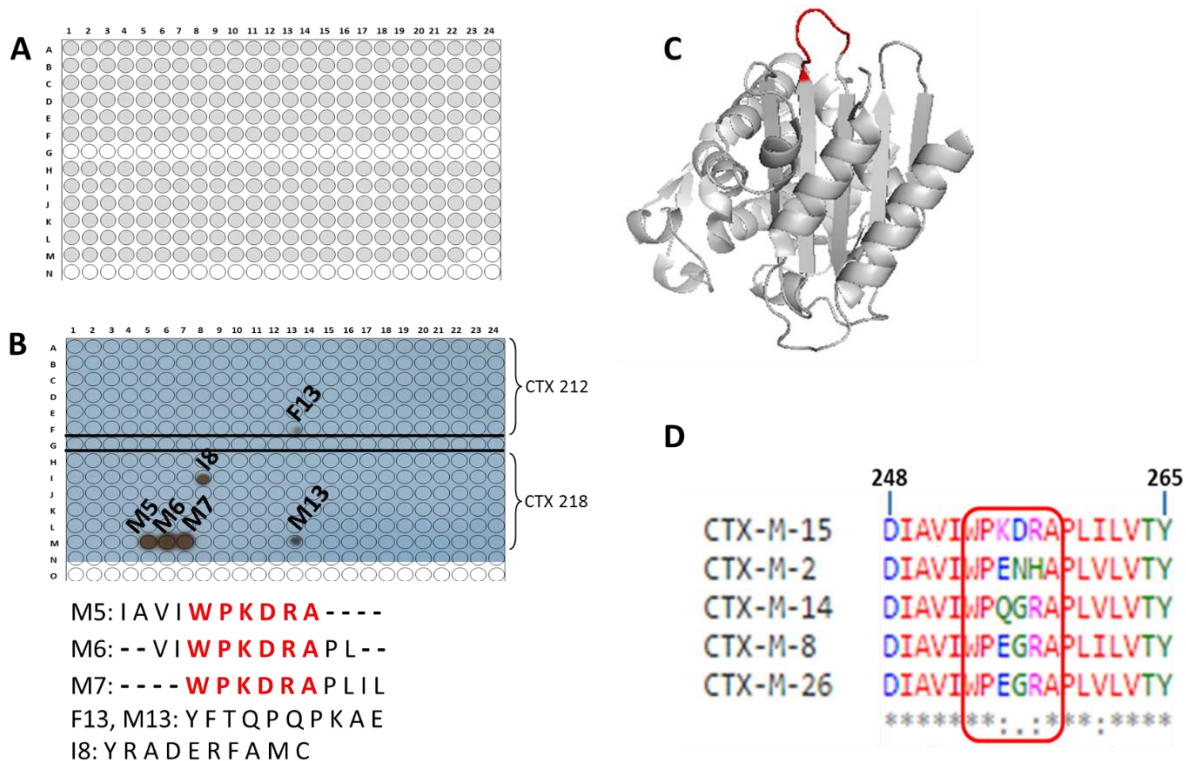 A
1 2 3 4 5 6 7 8 9 10 11 12 13 14 15 16 17 18 19 20 21 22 23 24
A
B
C
D
E
F
G
H
I
J
K
L
M
N
B
1 2 3 4 5 6 7 8 9 10 11 12 13 14 15 16 17 18 19 20 21 22 23 24
A
B
C
D
E
F
G
H
I
J
K
L
M
N
O
F13
I8
M5
M6
M7
M13
CTX 212
CTX 218
M5: I A V I W P K D R A - - - -
M6: - - V I W P K D R A P L - -
M7: - - - - W P K D R A P L I L
F13, M13: Y F T Q P Q P K A E
I8: Y R A D E R F A M C
C
D
248 265
CTX-M-15 DIAVIWPKDRAPLILVTY
CTX-M-2 DIAVIWPENHAPLVLVTY
CTX-M-14 DIAVIWPQGRAPLVLVTY
CTX-M-8 DIAVIWPEGRAPLILVTY
CTX-M-26 DIAVIWPEGRAPLILVTY
*******:.:***:****